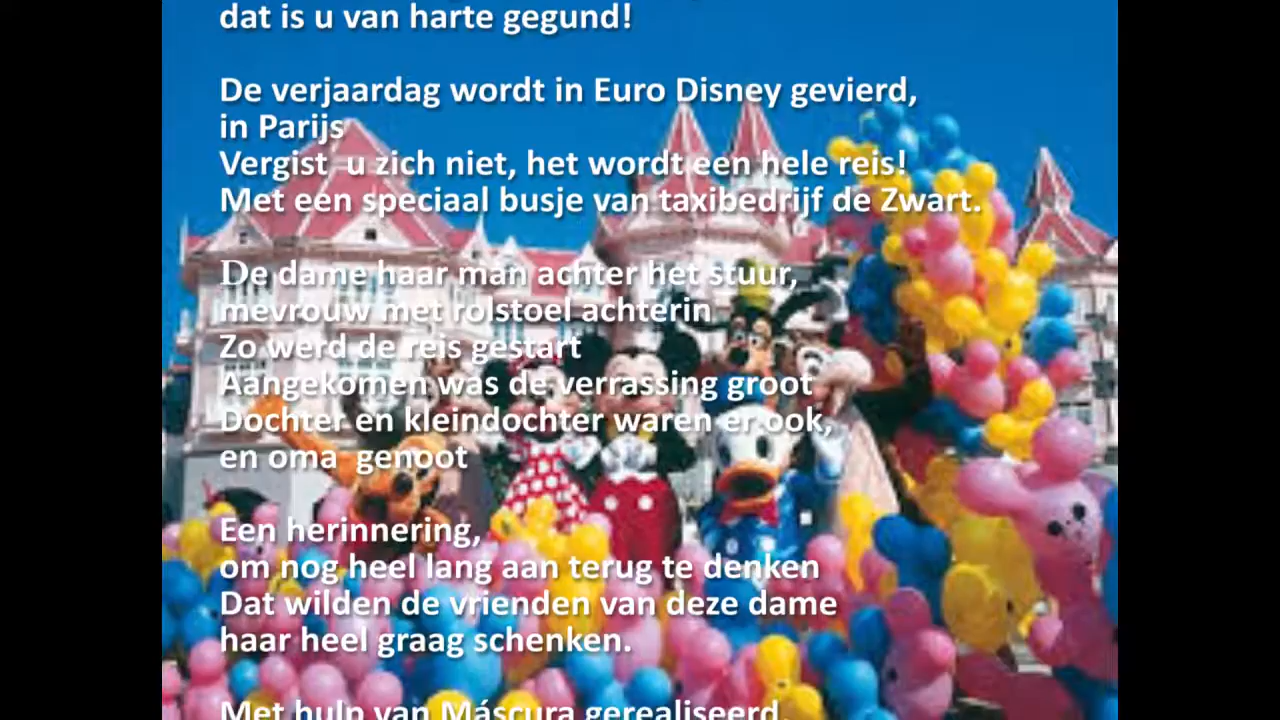 dat is u van harte gegund!
De verjaardag wordt in Euro Disney gevierd,
in Parijs
Vergist  u zich niet, het wordt een hele reis!
Met een speciaal busje van taxibedrijf de Zwart.
De dame haar man achter het stuur,
mevrouw met rolstoel achterin
Zo werd de reis gestart
Aangekomen was de verrassing groot
Dochter en kleindochter waren er ook,
en oma  genoot
Een herinnering,
om nog heel lang aan terug te denken
Dat wilden de vrienden van deze dame
haar heel graag schenken.
Met hulp van Máscura gerealiseerd,